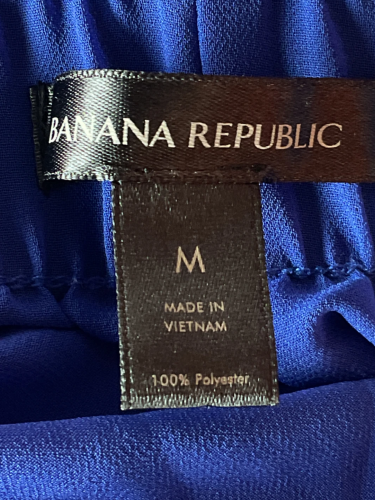 BANANA REPUBLIC
M
MADE IN
VIETNAM
100% Polyester